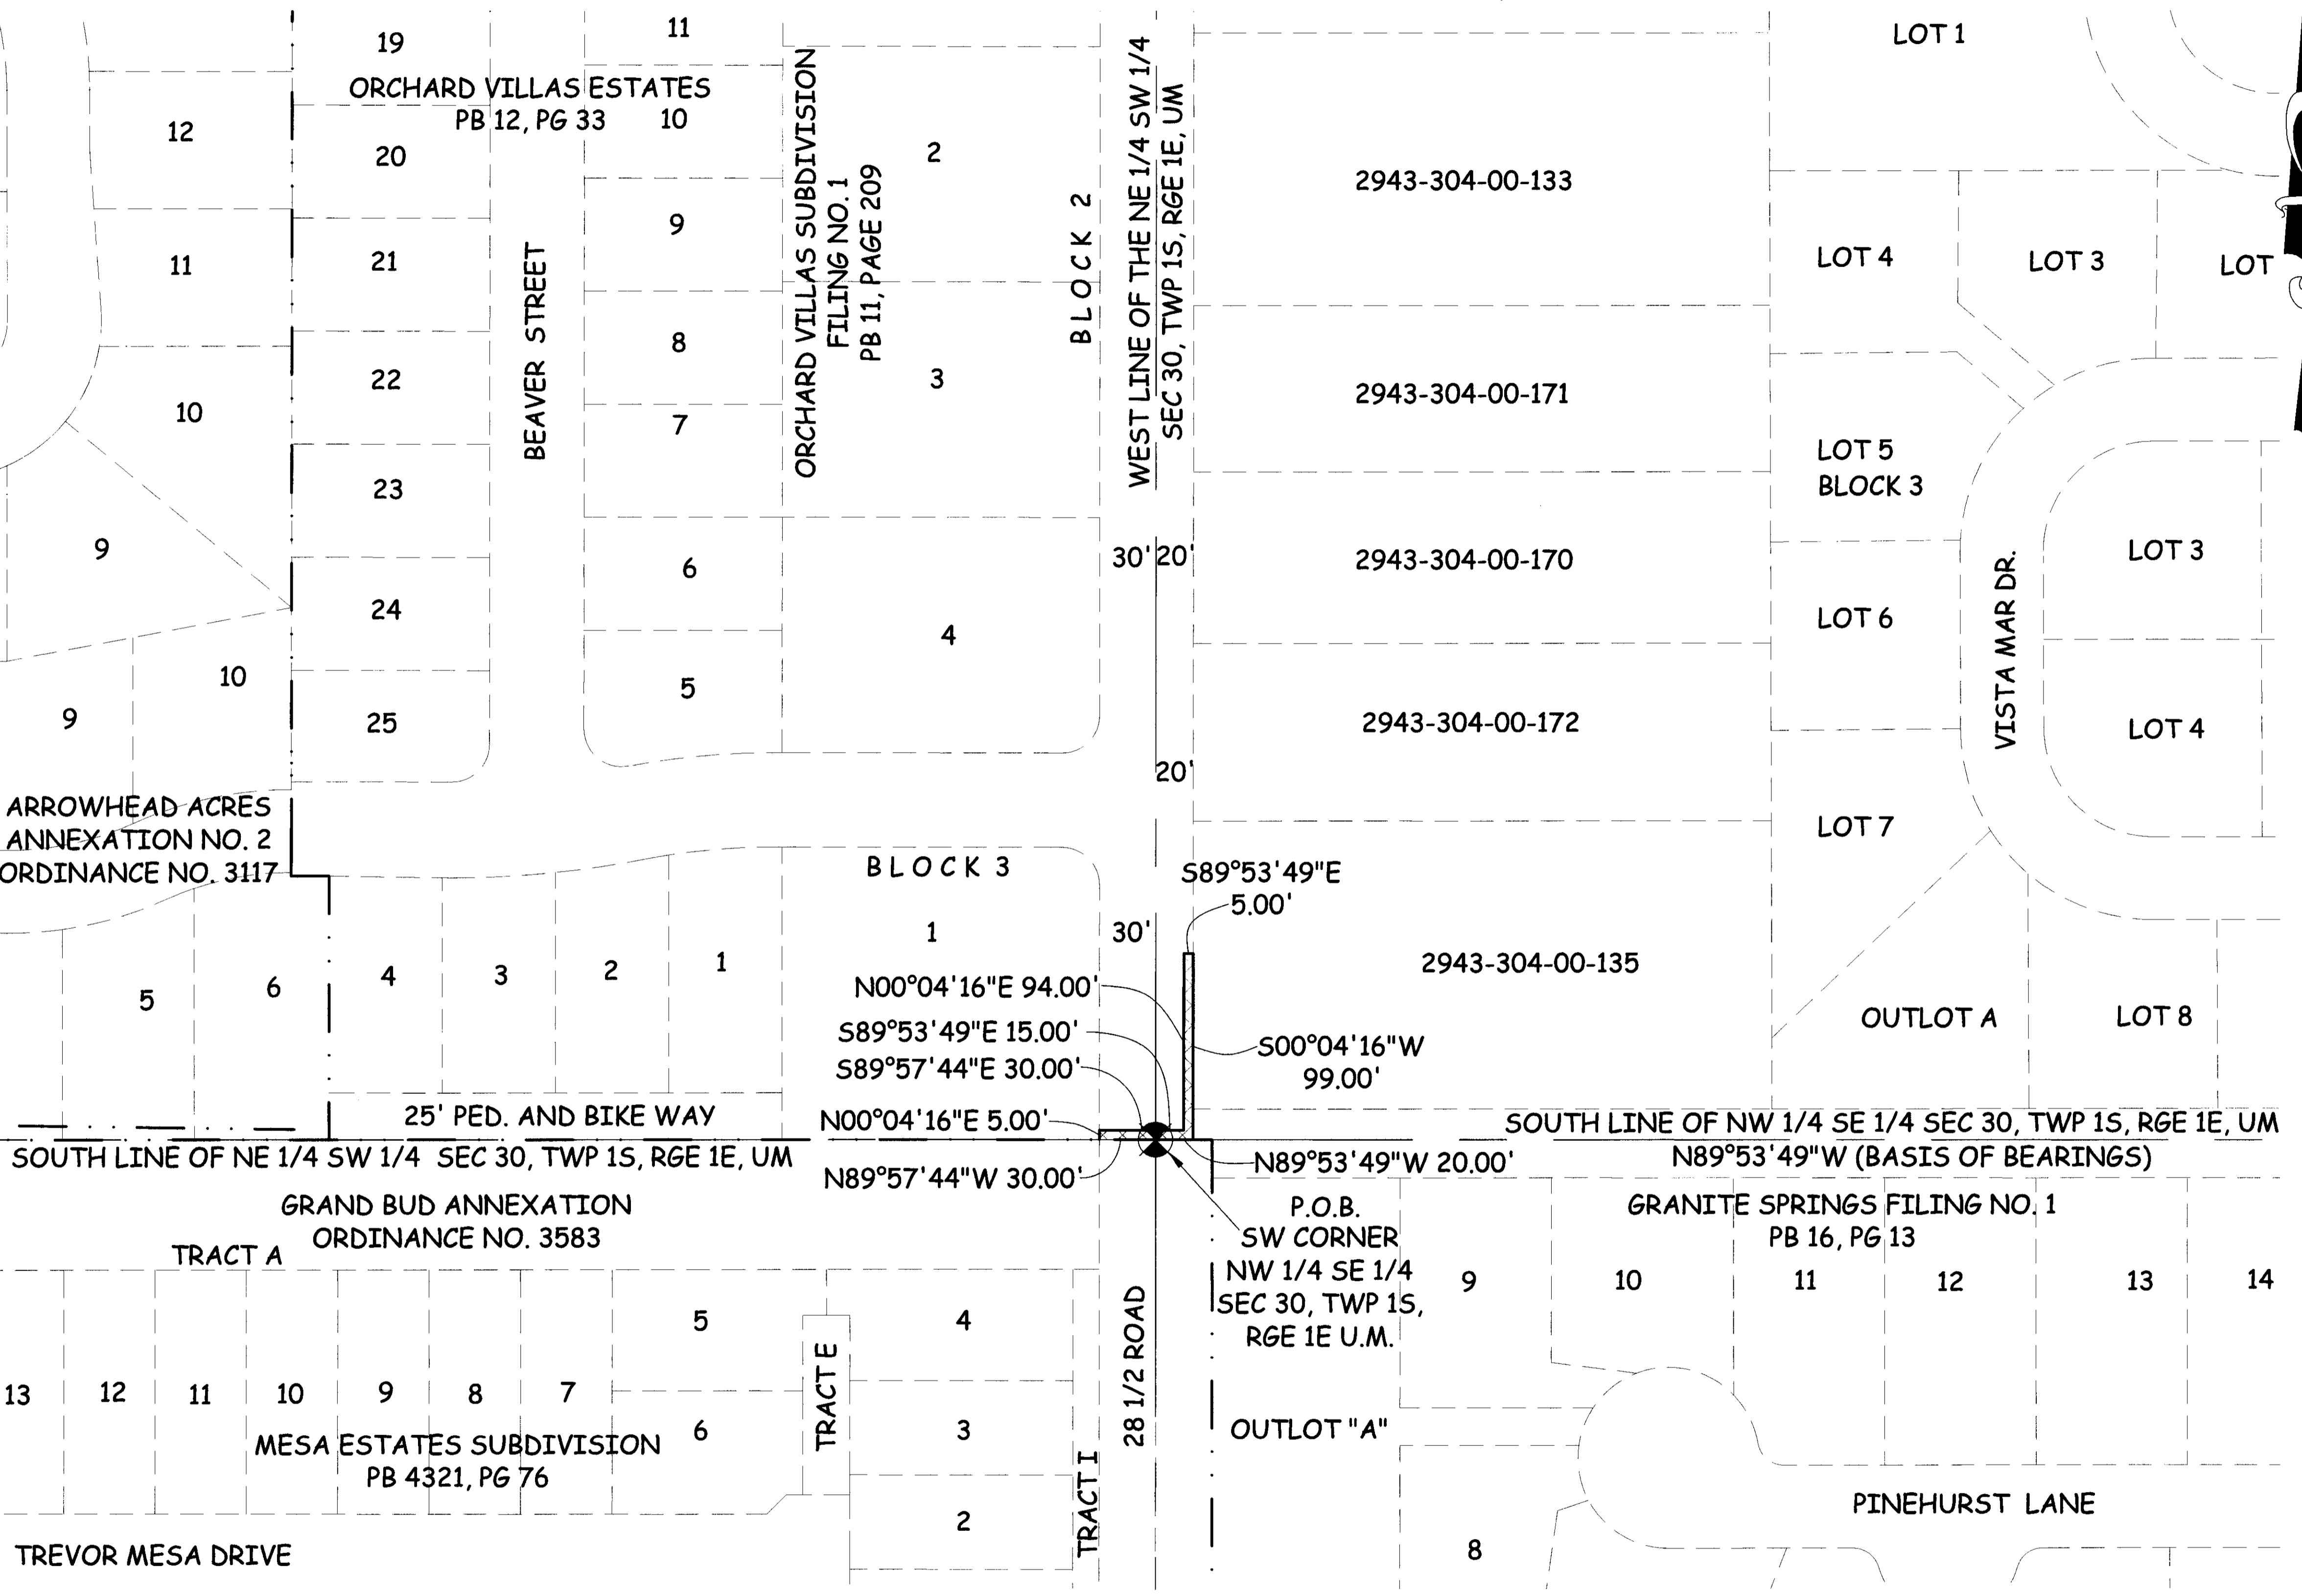 19
11
LOT 1
ORCHARD VILLAS ESTATES
PB 12, PG 33
12
20
10
2
ORCHARD VILLAS SUBDIVISION
FILING NO. 1
PB 11, PAGE 209
BLOCK 2
WEST LINE OF THE NE 1/4 SW 1/4
SEC 30, TWP 1S, RGE 1E, UM
2943-304-00-133
11
21
9
LOT 4
LOT 3
LOT
BEAVER STREET
10
22
8
7
3
2943-304-00-171
LOT 5
BLOCK 3
9
23
30'
20'
2943-304-00-170
LOT 3
24
6
4
LOT 6
VISTA MAR DR.
9
10
25
5
2943-304-00-172
LOT 4
20'
ARROWHEAD ACRES
ANNEXATION NO. 2
ORDINANCE NO. 3117
LOT 7
BLOCK 3
S89°53'49"E
5.00'
1
30'
5
6
4
3
2
1
2943-304-00-135
N00°04'16"E 94.00'
S89°53'49"E 15.00'
S89°57'44"E 30.00'
N00°04'16"E 5.00'
S00°04'16"W
99.00'
OUTLOT A
LOT 8
25' PED. AND BIKE WAY
SOUTH LINE OF NW 1/4 SE 1/4 SEC 30, TWP 1S, RGE 1E, UM
SOUTH LINE OF NE 1/4 SW 1/4 SEC 30, TWP 1S, RGE 1E, UM
N89°57'44"W 30.00'
N89°53'49"W 20.00'
N89°53'49"W (BASIS OF BEARINGS)
GRAND BUD ANNEXATION
ORDINANCE NO. 3583
P.O.B.
SW CORNER
NW 1/4 SE 1/4
SEC 30, TWP 1S,
RGE 1E U.M.
GRANITE SPRINGS FILING NO. 1
PB 16, PG 13
TRACT A
9
10
11
12
13
14
5
4
28 1/2 ROAD
TRACT E
13
12
11
10
9
8
7
6
3
OUTLOT "A"
MESA ESTATES SUBDIVISION
PB 4321, PG 76
TRACT I
2
PINEHURST LANE
TREVOR MESA DRIVE
8